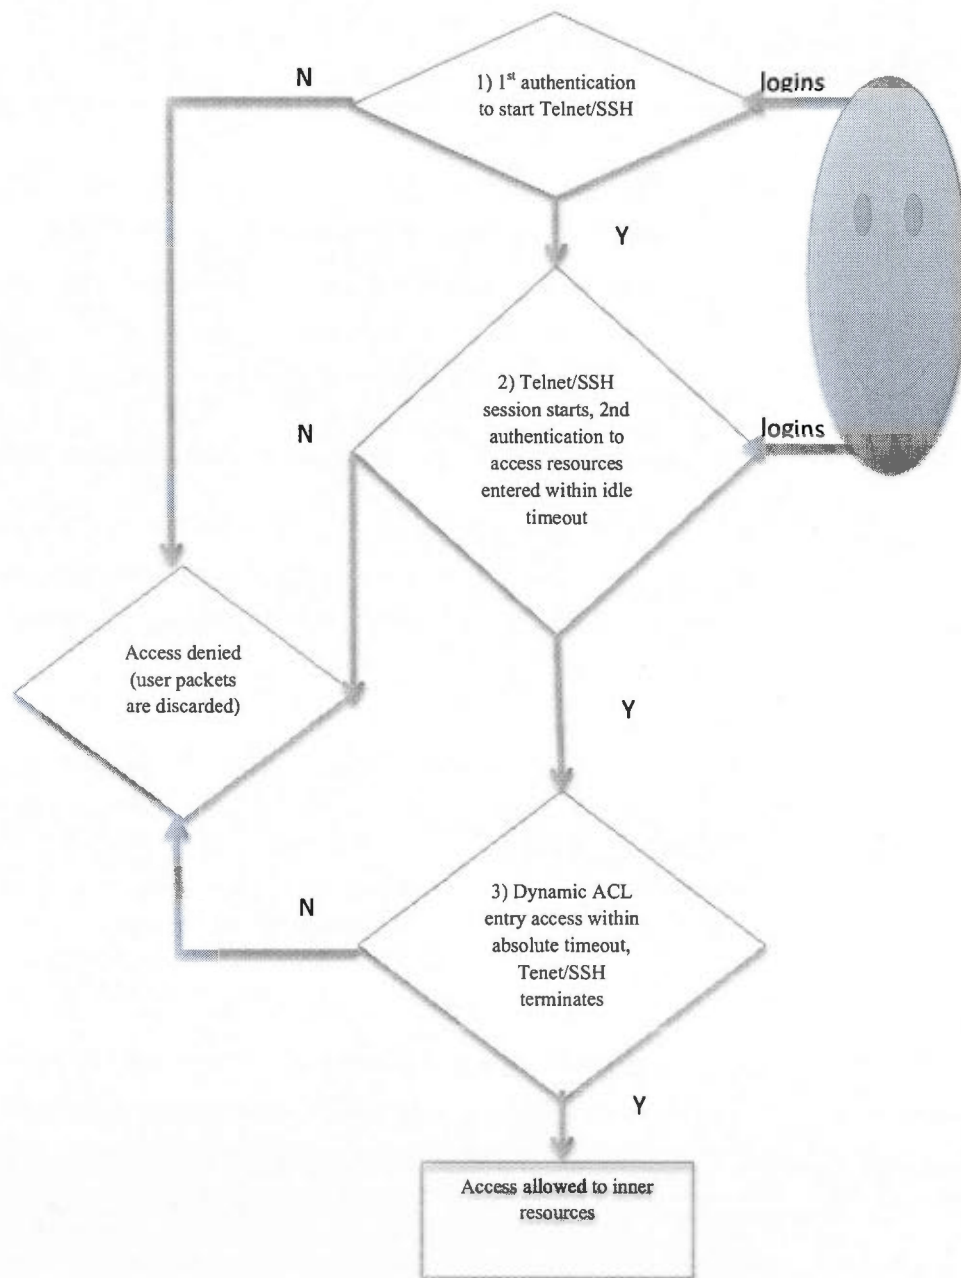 N
1) 1st authentication
to start Telnet/SSH
logins
Y
2) Telnet/SSH
session starts, 2nd
authentication to
access resources
entered within idle
timeout
N
logins
Access denied
(user packets
are discarded)
Y
3) Dynamic ACL
entry access within
absolute timeout,
Tenet/SSH
terminates
N
Y
Access allowed to inner
resources